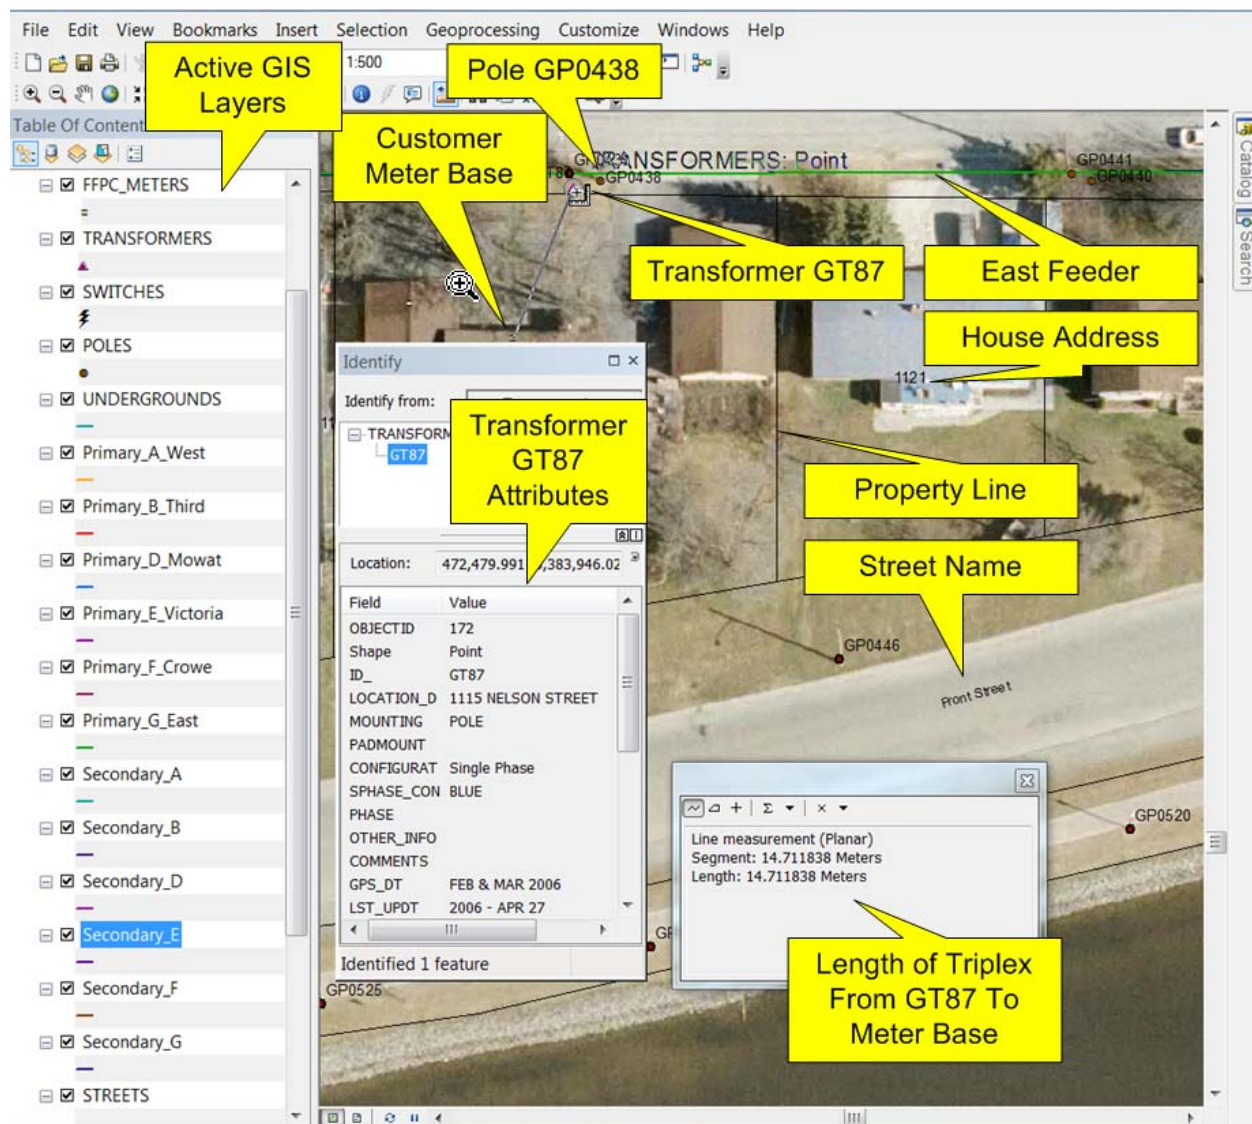 File Edit View Bookmarks Insert Selection Geoprocessing Customize Windows Help
1:500
Active GIS
Layers
Pole GP0438
Customer
Meter Base
Transformer GT87
East Feeder
House Address
Transformer
GT87
Attributes
Property Line
Street Name
Length of Triplex
From GT87 To
Meter Base
Table Of Content
FFPC_METERS
TRANSFORMERS
SWITCHES
POLES
UNDERGROUNDS
Primary_A_West
Primary_B_Third
Primary_D_Mowat
Primary_E_Victoria
Primary_F_Crowe
Primary_G_East
Secondary_A
Secondary_B
Secondary_D
Secondary_E
Secondary_F
Secondary_G
STREETS
TRANSFORMERS: Point
GP0438
GP0441
GP0440
1121
GP0446
Front Street
GP0520
GP0525
Identify
Identify from:
TRANSFORM
GT87
Location: 472,479.991 ,383,946.02
Field Value
OBJECTID 172
Shape Point
ID_ GT87
LOCATION_D 1115 NELSON STREET
MOUNTING POLE
PADMOUNT
CONFIGURAT Single Phase
SPHASE_CON BLUE
PHASE
OTHER_INFO
COMMENTS
GPS_DT FEB & MAR 2006
LST_UPDT 2006 - APR 27
Identified 1 feature
Line measurement (Planar)
Segment: 14.711838 Meters
Length: 14.711838 Meters
Catalog
Search